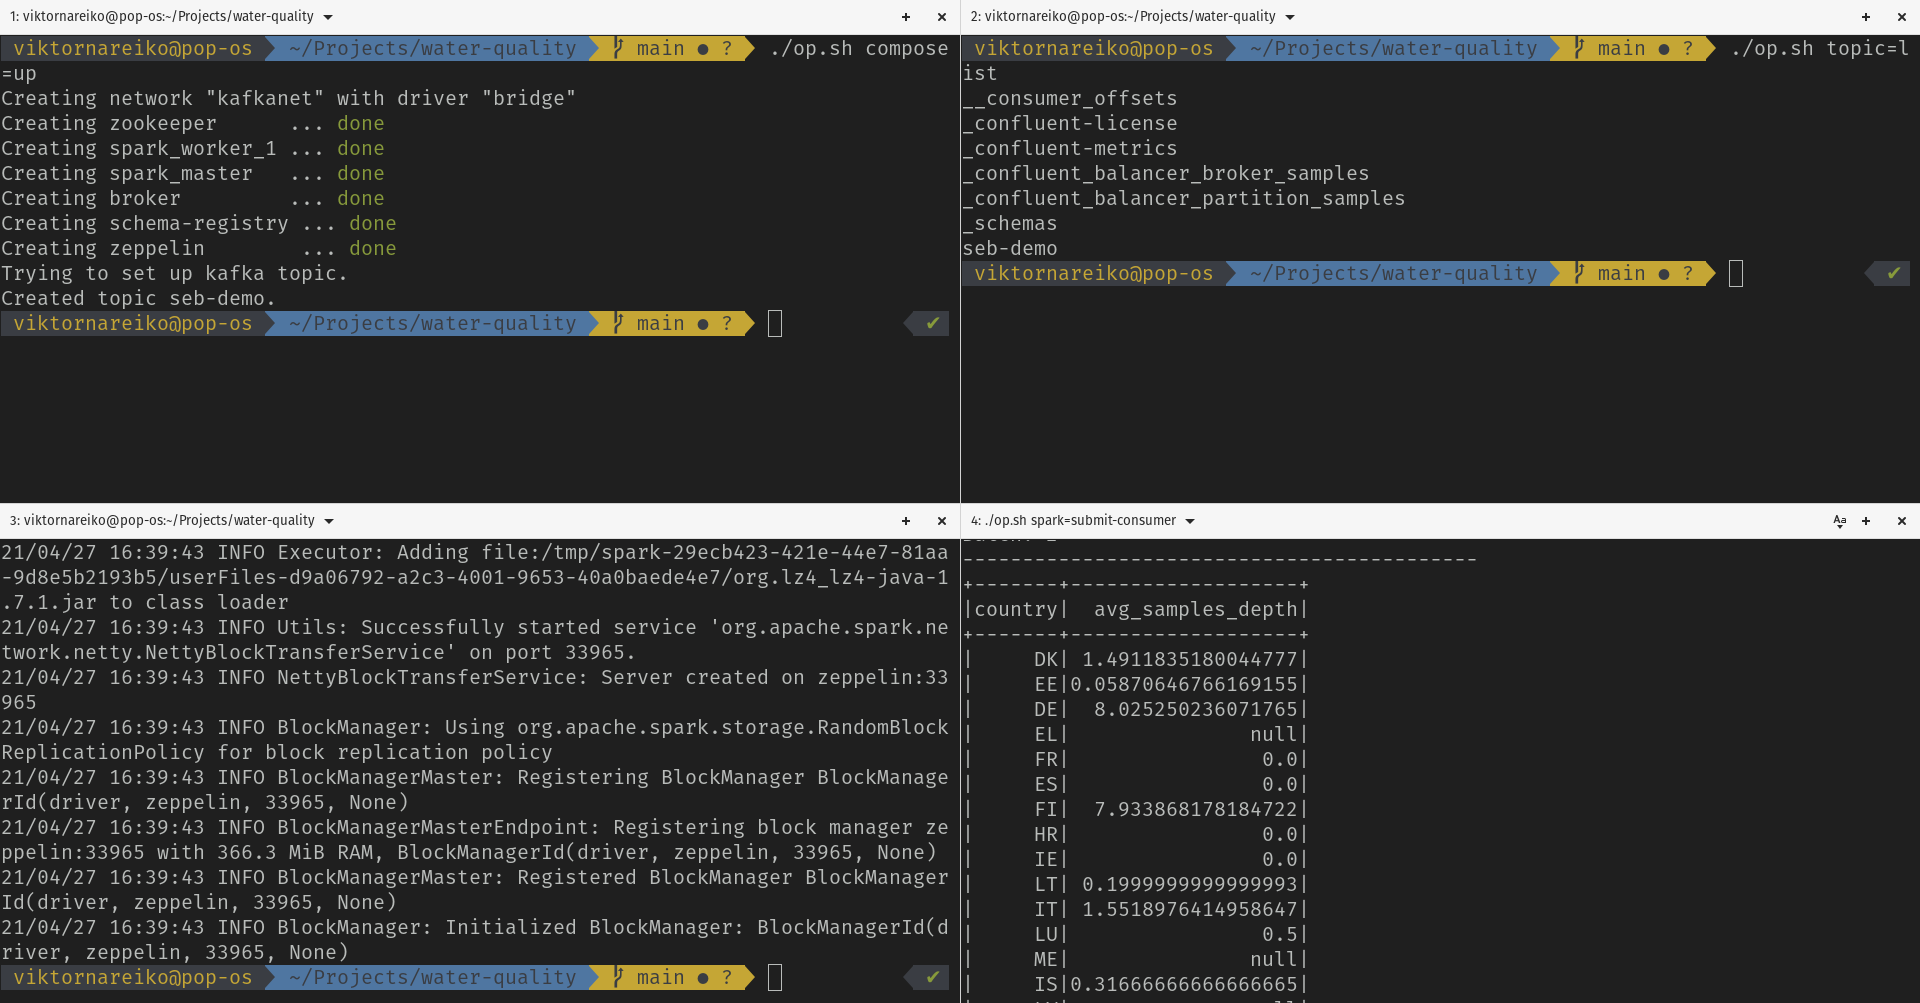 1: viktornareiko@pop-os:~/Projects/water-quality
viktornareiko@pop-os ~/Projects/water-quality main ● ? ./op.sh compose
=up
Creating network "kafkanet" with driver "bridge"
Creating zookeeper      ... done
Creating spark_worker_1 ... done
Creating spark_master   ... done
Creating broker         ... done
Creating schema-registry ... done
Creating zeppelin        ... done
Trying to set up kafka topic.
Created topic seb-demo.
viktornareiko@pop-os ~/Projects/water-quality main ● ? ✔
2: viktornareiko@pop-os:~/Projects/water-quality
viktornareiko@pop-os ~/Projects/water-quality main ● ? ./op.sh topic=l
ist
__consumer_offsets
_confluent-license
_confluent-metrics
_confluent_balancer_broker_samples
_confluent_balancer_partition_samples
_schemas
seb-demo
viktornareiko@pop-os ~/Projects/water-quality main ● ? ✔
3: viktornareiko@pop-os:~/Projects/water-quality
21/04/27 16:39:43 INFO Executor: Adding file:/tmp/spark-29ecb423-421e-44e7-81aa
-9d8e5b2193b5/userFiles-d9a06792-a2c3-4001-9653-40a0baede4e7/org.lz4_lz4-java-1
.7.1.jar to class loader
21/04/27 16:39:43 INFO Utils: Successfully started service 'org.apache.spark.ne
twork.netty.NettyBlockTransferService' on port 33965.
21/04/27 16:39:43 INFO NettyBlockTransferService: Server created on zeppelin:33
965
21/04/27 16:39:43 INFO BlockManager: Using org.apache.spark.storage.RandomBlock
ReplicationPolicy for block replication policy
21/04/27 16:39:43 INFO BlockManagerMaster: Registering BlockManager BlockManage
rId(driver, zeppelin, 33965, None)
21/04/27 16:39:43 INFO BlockManagerMasterEndpoint: Registering block manager ze
ppelin:33965 with 366.3 MiB RAM, BlockManagerId(driver, zeppelin, 33965, None)
21/04/27 16:39:43 INFO BlockManagerMaster: Registered BlockManager BlockManager
Id(driver, zeppelin, 33965, None)
21/04/27 16:39:43 INFO BlockManager: Initialized BlockManager: BlockManagerId(d
river, zeppelin, 33965, None)
viktornareiko@pop-os ~/Projects/water-quality main ● ? ✔
4: ./op.sh spark=submit-consumer
Aa
-------------------------------------------
+-------+-------------------+
|country|  avg_samples_depth|
+-------+-------------------+
|     DK| 1.4911835180044777|
|     EE|0.05870646766169155|
|     DE|  8.025250236071765|
|     EL|               null|
|     FR|                0.0|
|     ES|                0.0|
|     FI|  7.933868178184722|
|     HR|                0.0|
|     IE|                0.0|
|     LT| 0.1999999999999993|
|     IT| 1.5518976414958647|
|     LU|                0.5|
|     ME|               null|
|     IS|0.31666666666666665|